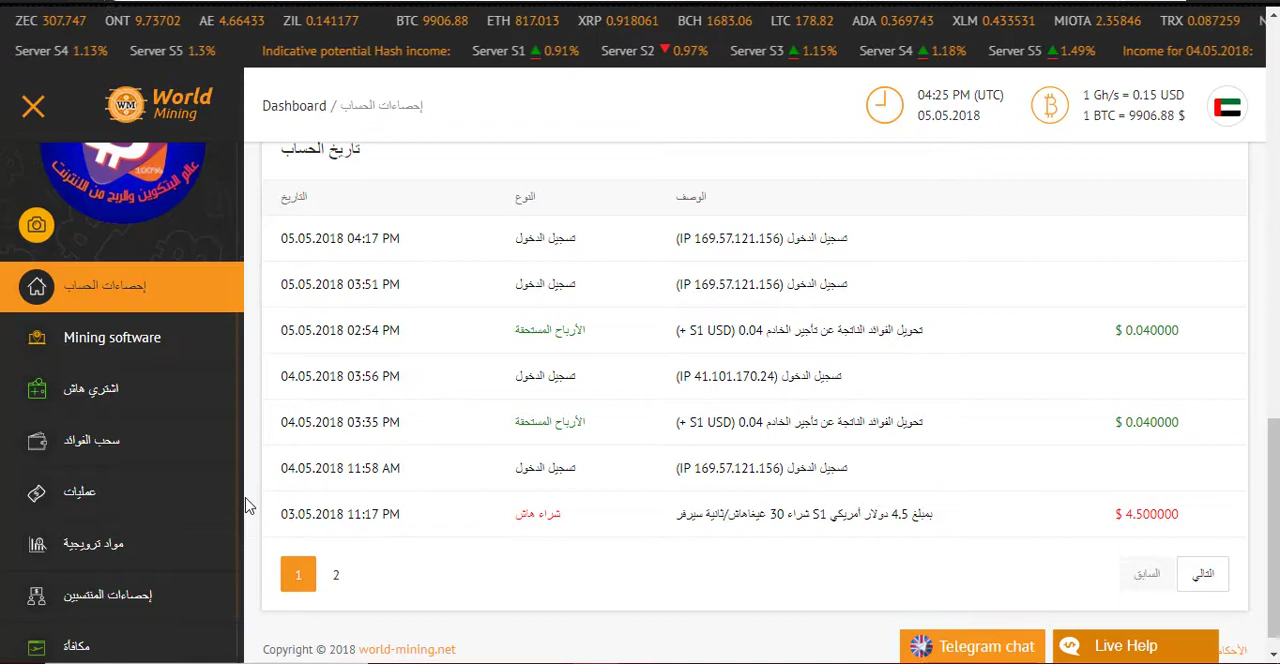 ZEC 307.747 ONT 9.73702 AE 4.66433 ZIL 0.141177 BTC 9906.88 ETH 817.013 XRP 0.918061 BCH 1683.06 LTC 178.82 ADA 0.369743 XLM 0.433531 MIOTA 2.35846 TRX 0.087259
Server S4 1.13% Server S5 1.3% Indicative potential Hash income: Server S1 0.91% Server S2 0.97% Server S3 1.15% Server S4 1.18% Server S5 1.49% Income for 04.05.2018:
WM World Mining
Dashboard / إحصاءات الحساب
04:25 PM (UTC)
05.05.2018
1 Gh/s = 0.15 USD
1 BTC = 9906.88 $
100%
عالم البتكوين والربح من الانترنت
إحصاءات الحساب
Mining software
اشتري هاش
سحب الفوائد
عمليات
مواد ترويجية
إحصاءات المنتسبين
مكافأة
تاريخ الحساب
التاريخ النوع الوصف
05.05.2018 04:17 PM تسجيل الدخول تسجيل الدخول (IP 169.57.121.156)
05.05.2018 03:51 PM تسجيل الدخول تسجيل الدخول (IP 169.57.121.156)
05.05.2018 02:54 PM الأرباح المستحقة تحويل الفوائد الناتجة عن تأجير الخادم S1 USD) 0.04 +) $ 0.040000
04.05.2018 03:56 PM تسجيل الدخول تسجيل الدخول (IP 41.101.170.24)
04.05.2018 03:35 PM الأرباح المستحقة تحويل الفوائد الناتجة عن تأجير الخادم S1 USD) 0.04 +) $ 0.040000
04.05.2018 11:58 AM تسجيل الدخول تسجيل الدخول (IP 169.57.121.156)
03.05.2018 11:17 PM شراء هاش بمبلغ 4.5 دولار أمريكي S1 شراء 30 غيغاهاش/ثانية سيرفر $ 4.500000
1 2 السابق التالي
Copyright © 2018 world-mining.net
Telegram chat
Live Help